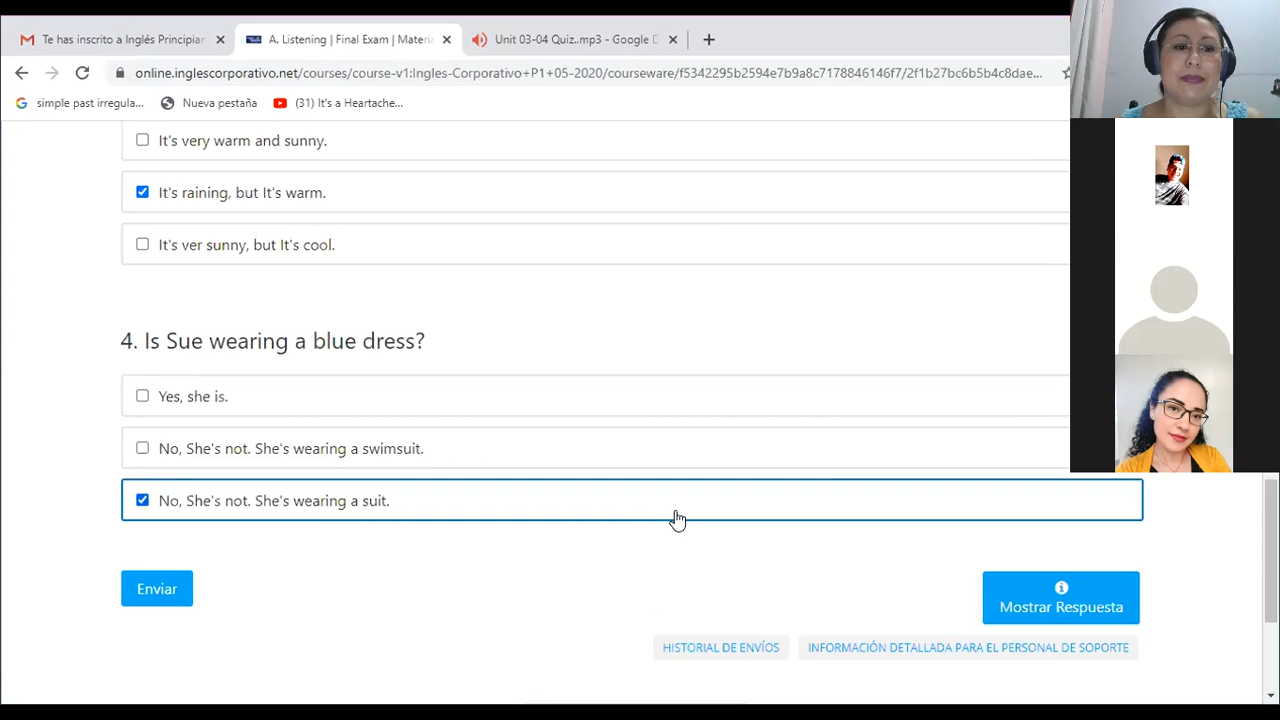 Te has inscrito a Inglés Principian
A. Listening | Final Exam | Materia
Unit 03-04 Quiz..mp3 - Google D
online.inglescorporativo.net/courses/course-v1:Ingles-Corporativo+P1+05-2020/courseware/f5342295b2594e7b9a8c7178846146f7/2f1b27bc6b5b4c8dae...
simple past irregula...
Nueva pestaña
(31) It's a Heartache...
It's very warm and sunny.
It's raining, but It's warm.
It's ver sunny, but It's cool.
4. Is Sue wearing a blue dress?
Yes, she is.
No, She's not. She's wearing a swimsuit.
No, She's not. She's wearing a suit.
Enviar
Mostrar Respuesta
HISTORIAL DE ENVÍOS
INFORMACIÓN DETALLADA PARA EL PERSONAL DE SOPORTE